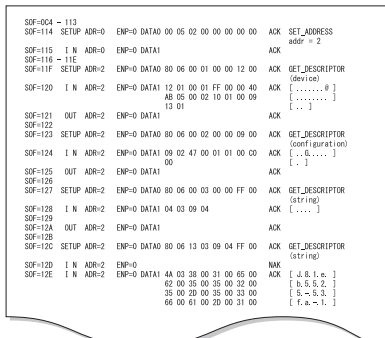 SOF=0C4 - 113
SOF=114 SETUP ADR=0 ENP=0 DATA0 00 05 02 00 00 00 00 00 ACK SET_ADDRESS
addr = 2
SOF=115 I N ADR=0 ENP=0 DATA1 ACK
SOF=116 - 11E
SOF=11F SETUP ADR=2 ENP=0 DATA0 80 06 00 01 00 00 12 00 ACK GET_DESCRIPTOR
(device)
SOF=120 I N ADR=2 ENP=0 DATA1 12 01 00 01 FF 00 00 40 ACK [ .......@ ]
AB 05 00 02 10 01 00 09 [ ........ ]
13 01 [ .. ]
SOF=121 OUT ADR=2 ENP=0 DATA1 ACK
SOF=122
SOF=123 SETUP ADR=2 ENP=0 DATA0 80 06 00 02 00 00 09 00 ACK GET_DESCRIPTOR
(configuration)
SOF=124 I N ADR=2 ENP=0 DATA1 09 02 47 00 01 01 00 C0 ACK [ ..G..... ]
00 [ . ]
SOF=125 OUT ADR=2 ENP=0 DATA1 ACK
SOF=126
SOF=127 SETUP ADR=2 ENP=0 DATA0 80 06 00 03 00 00 FF 00 ACK GET_DESCRIPTOR
(string)
SOF=128 I N ADR=2 ENP=0 DATA1 04 03 09 04 ACK [ .... ]
SOF=129
SOF=12A OUT ADR=2 ENP=0 DATA1 ACK
SOF=12B
SOF=12C SETUP ADR=2 ENP=0 DATA0 80 06 13 03 09 04 FF 00 ACK GET_DESCRIPTOR
(string)
SOF=12D I N ADR=2 ENP=0 NAK
SOF=12E I N ADR=2 ENP=0 DATA1 4A 03 38 00 31 00 65 00 ACK [ J.8.1.e. ]
62 00 35 00 35 00 32 00 [ b.5.5.2. ]
35 00 2D 00 35 00 33 00 [ 5.-.5.3. ]
66 00 61 00 2D 00 31 00 [ f.a.-.1. ]